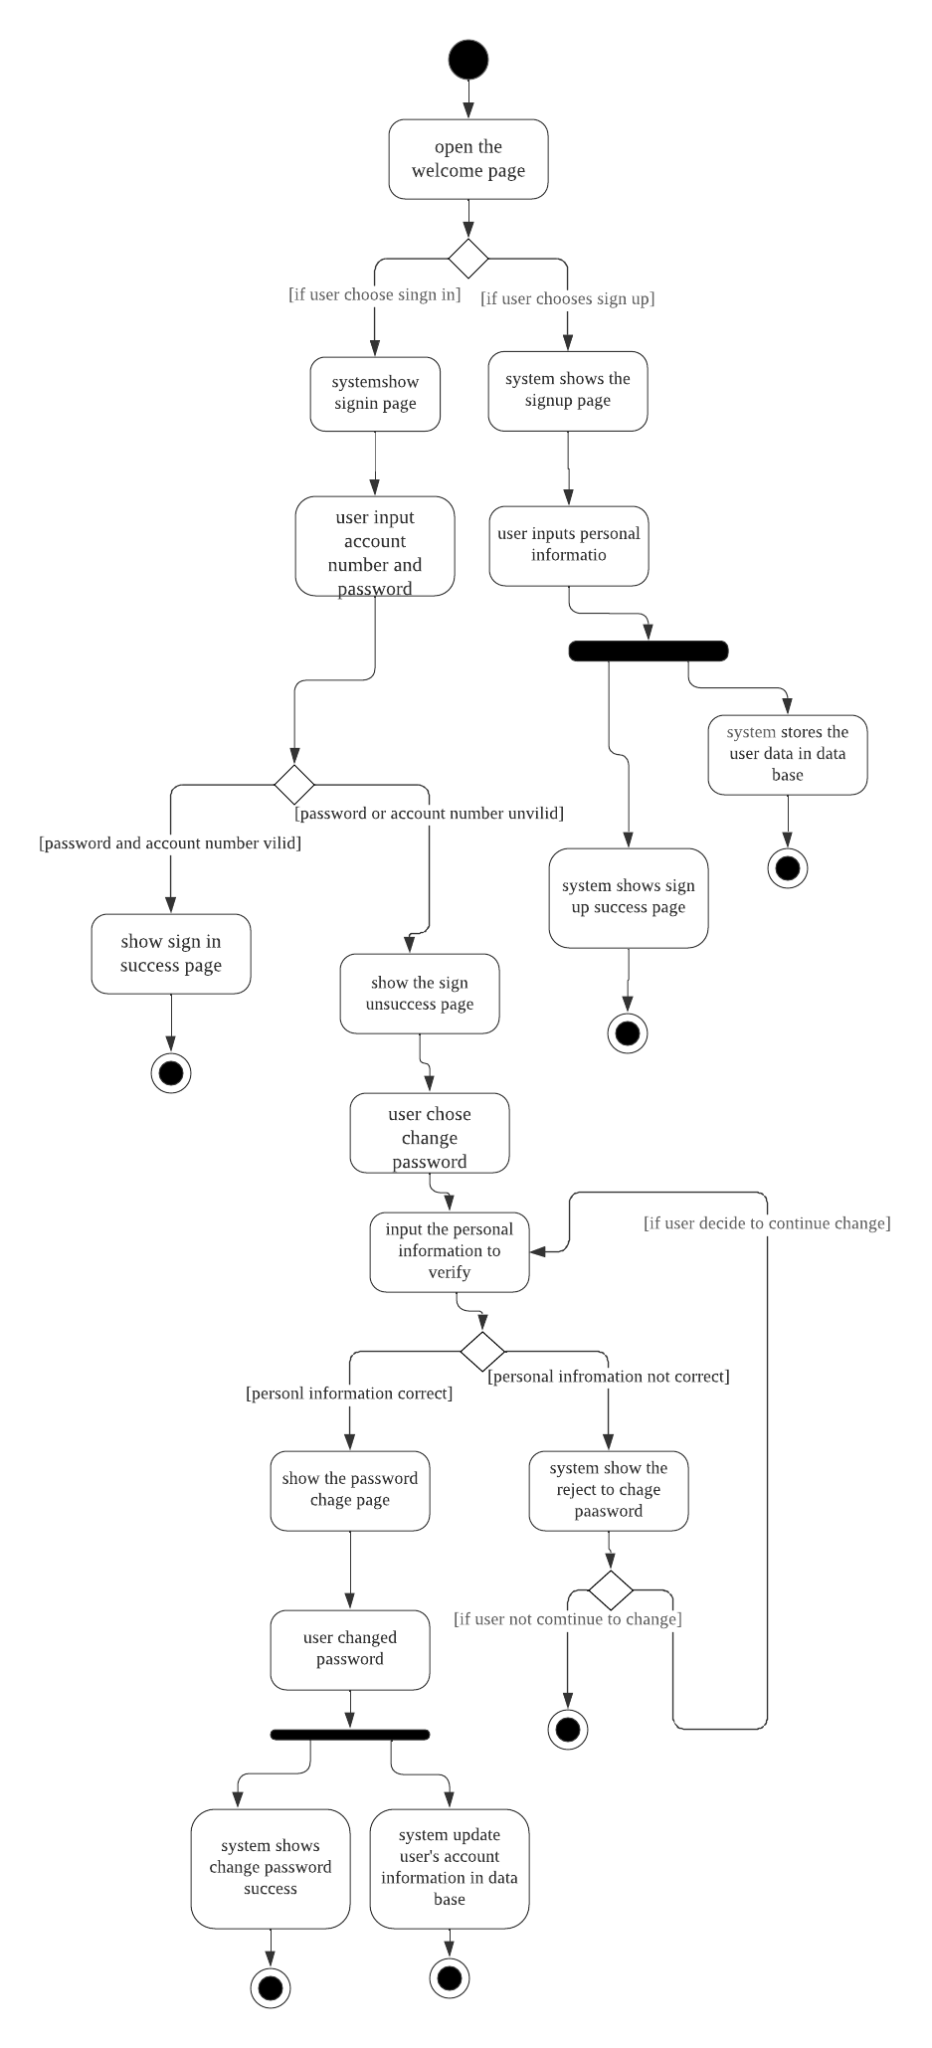 open the
welcome page
[if user choose singn in]
[if user chooses sign up]
systemshow
signin page
system shows the
signup page
user input
account
number and
password
user inputs personal
informatio
system stores the
user data in data
base
[password or account number unvilid]
[password and account number vilid]
system shows sign
up success page
show sign in
success page
show the sign
unsuccess page
user chose
change
password
[if user decide to continue change]
input the personal
information to
verify
[personal infromation not correct]
[personl information correct]
show the password
chage page
system show the
reject to chage
paasword
[if user not comtinue to change]
user changed
password
system shows
change password
success
system update
user's account
information in data
base